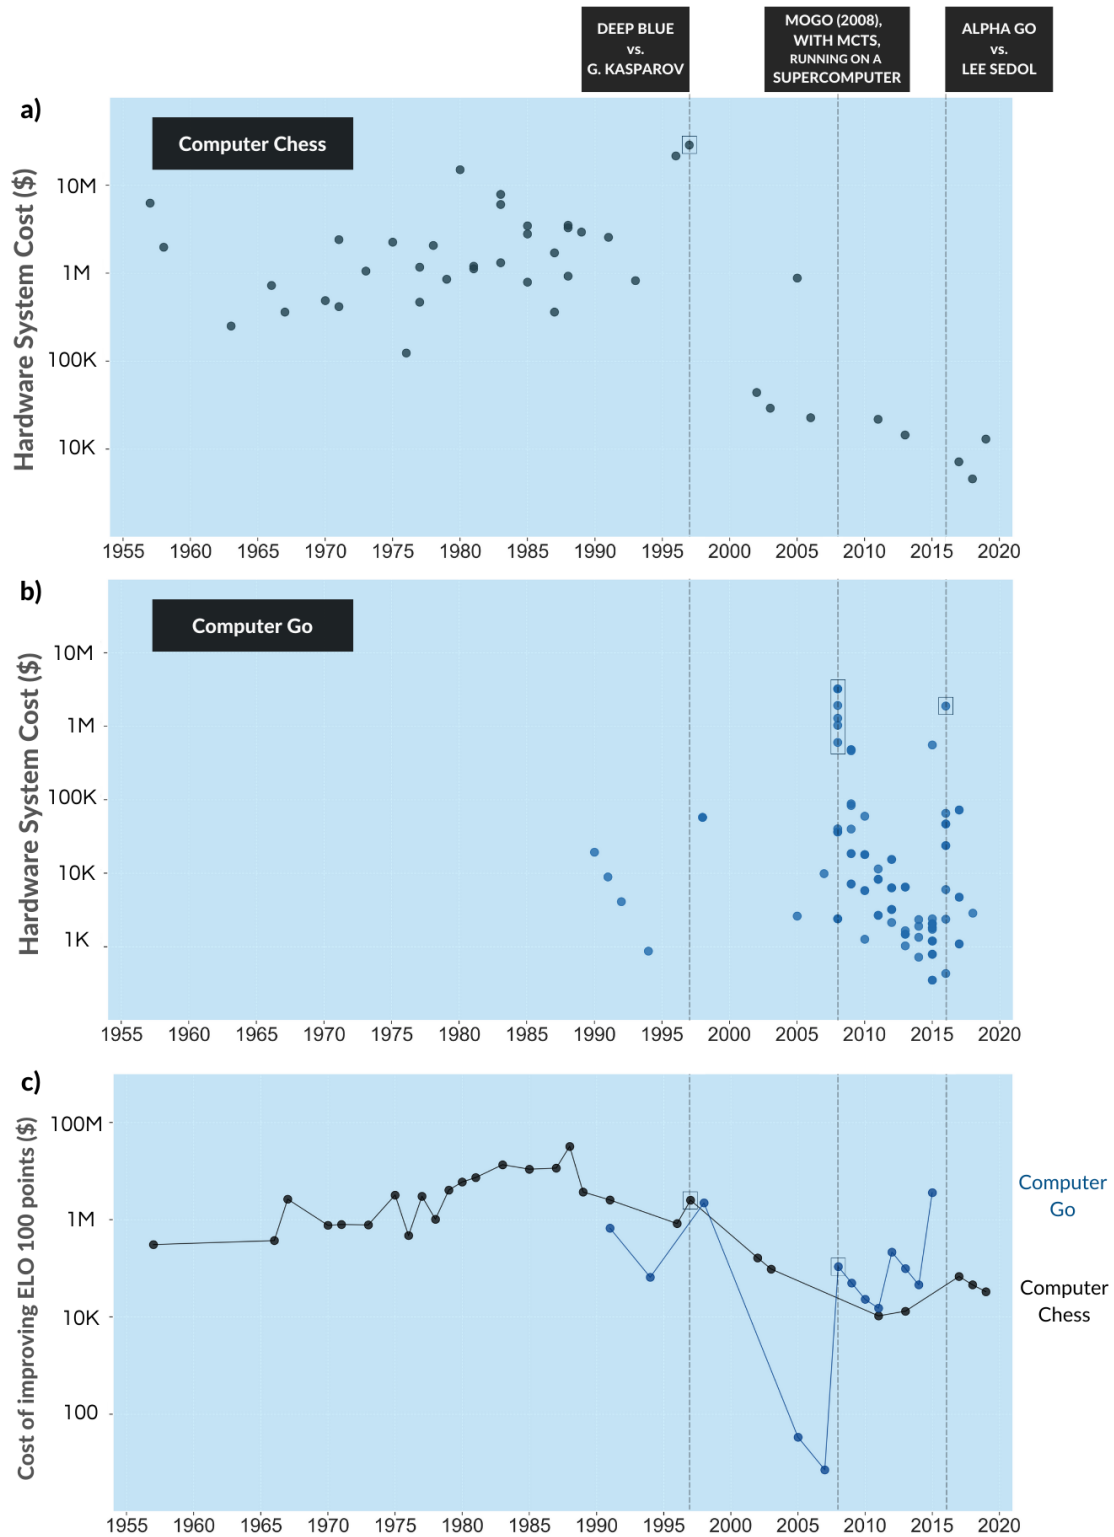 DEEP BLUE
vs.
G. KASPAROV
MOGO (2008),
WITH MCTS,
RUNNING ON A
SUPERCOMPUTER
ALPHA GO
vs.
LEE SEDOL
a)
Computer Chess
Hardware System Cost ($)
10M
1M
100K
10K
1955 1960 1965 1970 1975 1980 1985 1990 1995 2000 2005 2010 2015 2020
b)
Computer Go
Hardware System Cost ($)
10M
1M
100K
10K
1K
1955 1960 1965 1970 1975 1980 1985 1990 1995 2000 2005 2010 2015 2020
c)
Cost of improving ELO 100 points ($)
100M
1M
10K
100
Computer
Go
Computer
Chess
1955 1960 1965 1970 1975 1980 1985 1990 1995 2000 2005 2010 2015 2020